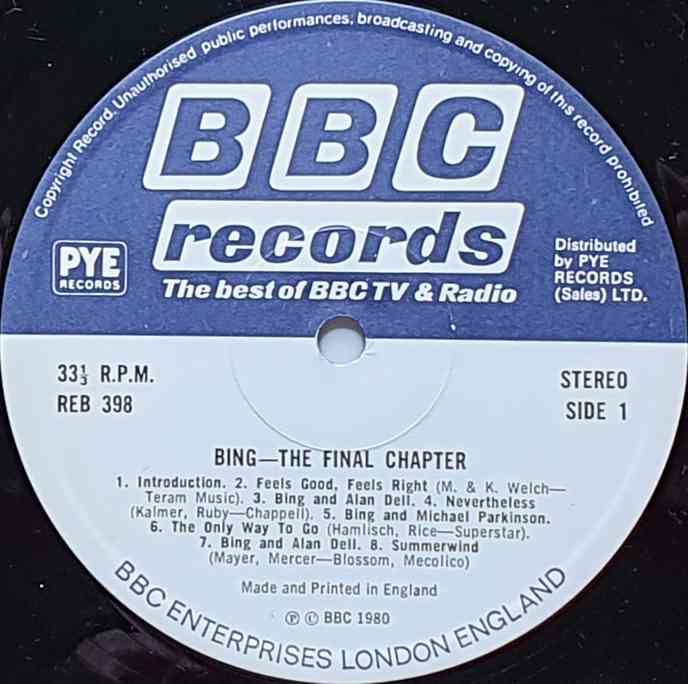 Copyright Record. Unauthorised public performances, broadcasting and copying of this record prohibited
BBC
records
The best of BBC TV & Radio
PYE
RECORDS
Distributed
by PYE
RECORDS
(Sales) LTD.
33⅓ R.P.M.
REB 398
STEREO
SIDE 1
BING—THE FINAL CHAPTER
1. Introduction. 2. Feels Good, Feels Right (M. & K. Welch—
Teram Music). 3. Bing and Alan Dell. 4. Nevertheless
(Kalmer, Ruby—Chappell). 5. Bing and Michael Parkinson.
6. The Only Way To Go (Hamlisch, Rice—Superstar).
7. Bing and Alan Dell. 8. Summerwind
(Mayer, Mercer—Blossom, Mecolico)
Made and Printed in England
Ⓟ © BBC 1980
BBC ENTERPRISES LONDON ENGLAND